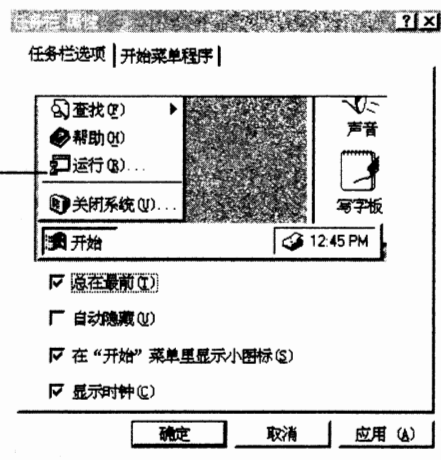 任务栏 属性
任务栏选项 开始菜单程序
查找(F)
帮助(H)
运行(R)...
关闭系统(U)...
声音
写字板
开始 12:45 PM
总在最前(T)
自动隐藏(U)
在“开始”菜单里显示小图标(S)
显示时钟(C)
确定 取消 应用 (A)